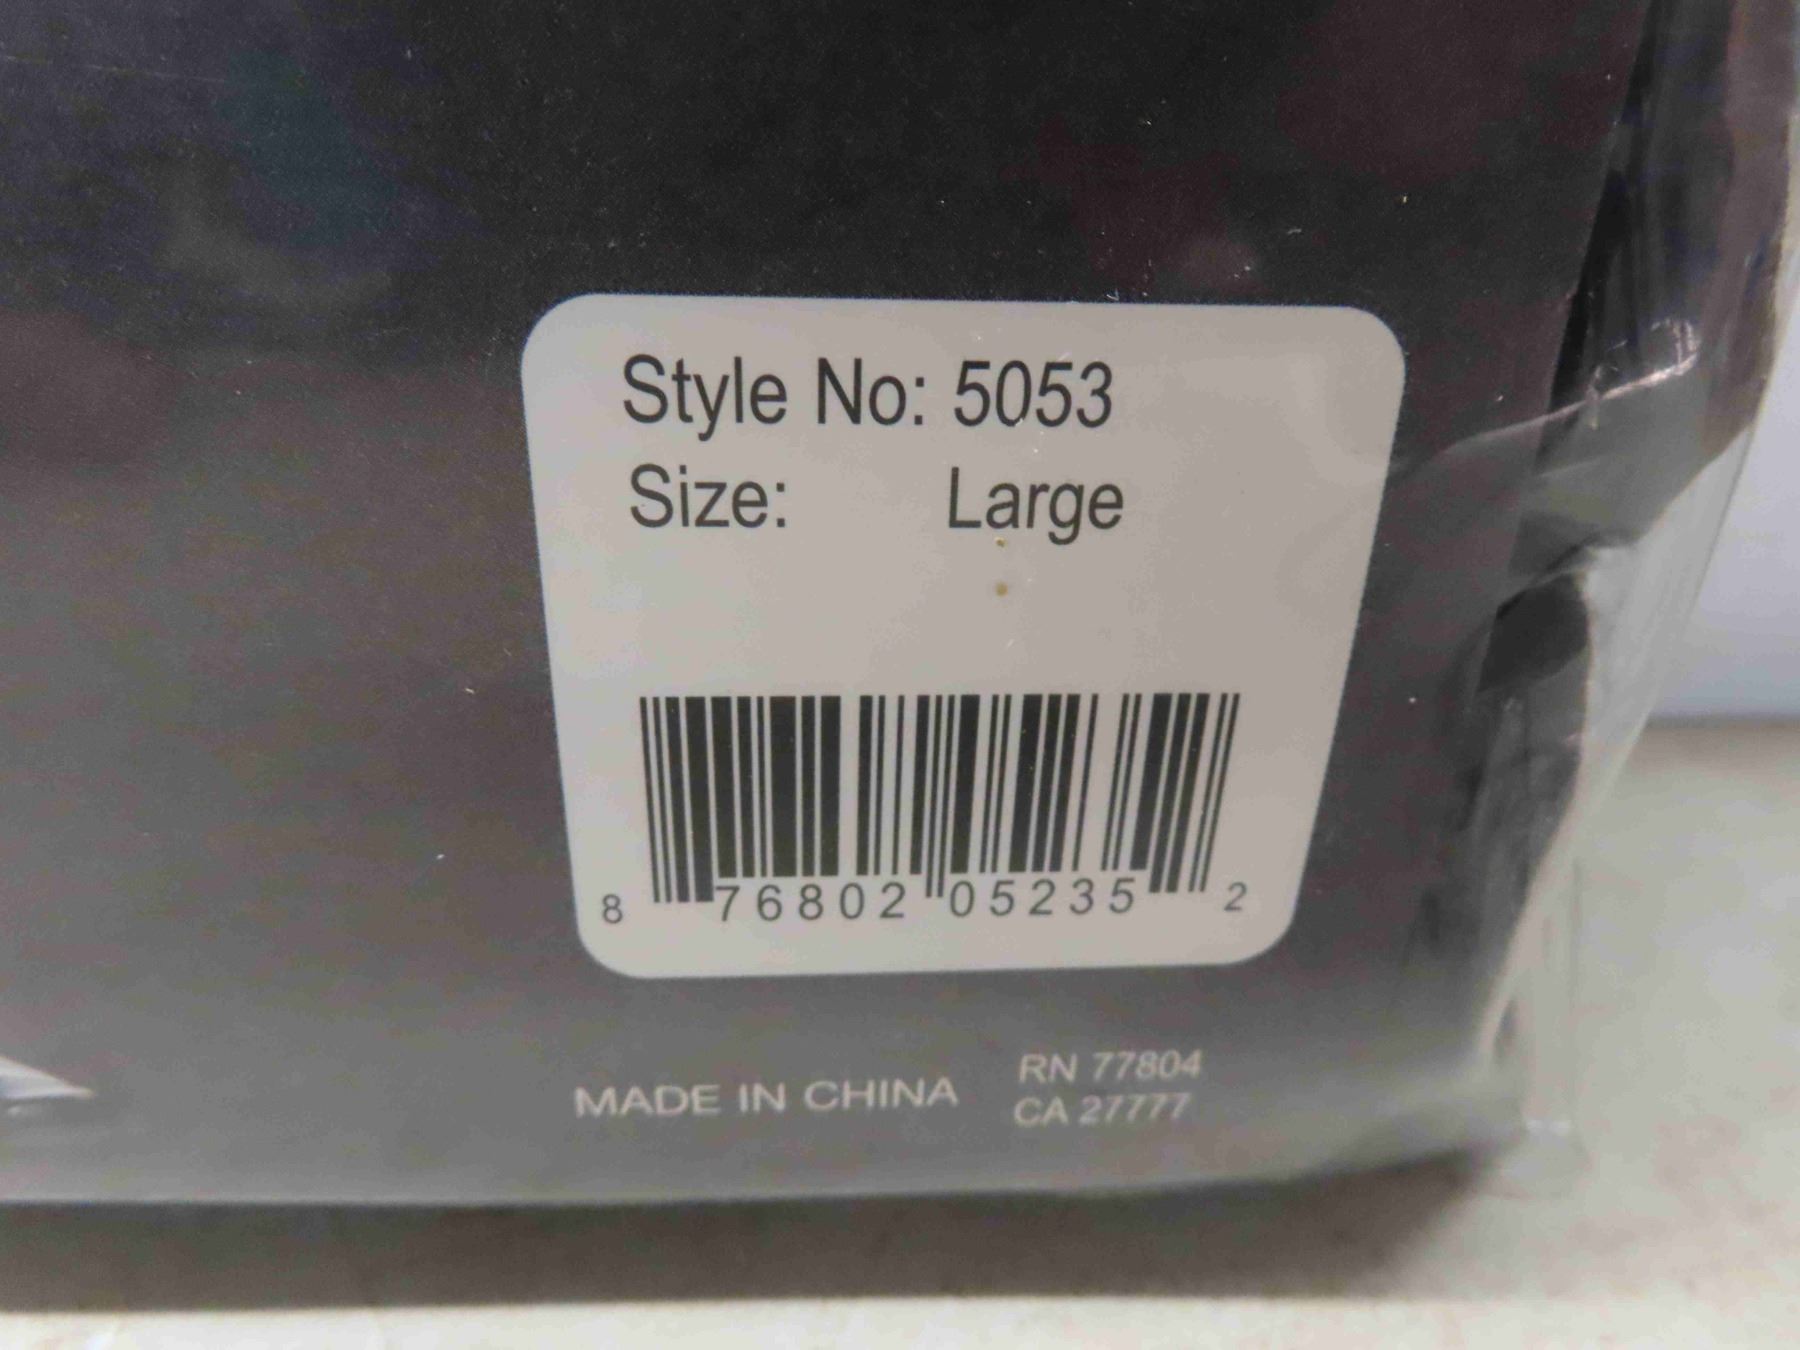 Style No: 5053
Size: Large
8 76802 05235 2
MADE IN CHINA
RN 77804
CA 27777